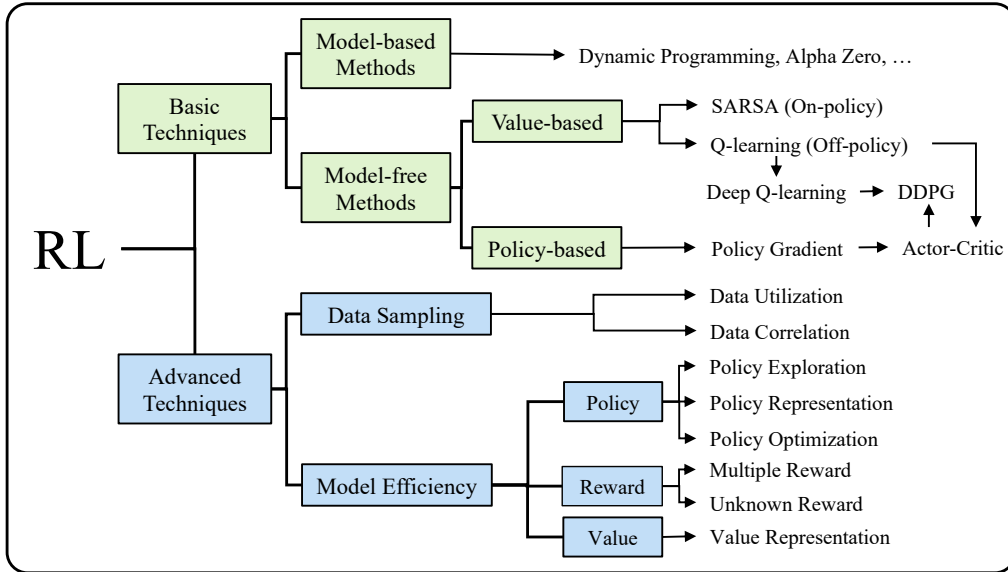 RL
Basic
Techniques
Model-based
Methods
Dynamic Programming, Alpha Zero, …
Model-free
Methods
Value-based
SARSA (On-policy)
Q-learning (Off-policy)
Deep Q-learning
DDPG
Policy-based
Policy Gradient
Actor-Critic
Advanced
Techniques
Data Sampling
Data Utilization
Data Correlation
Model Efficiency
Policy
Policy Exploration
Policy Representation
Policy Optimization
Reward
Multiple Reward
Unknown Reward
Value
Value Representation